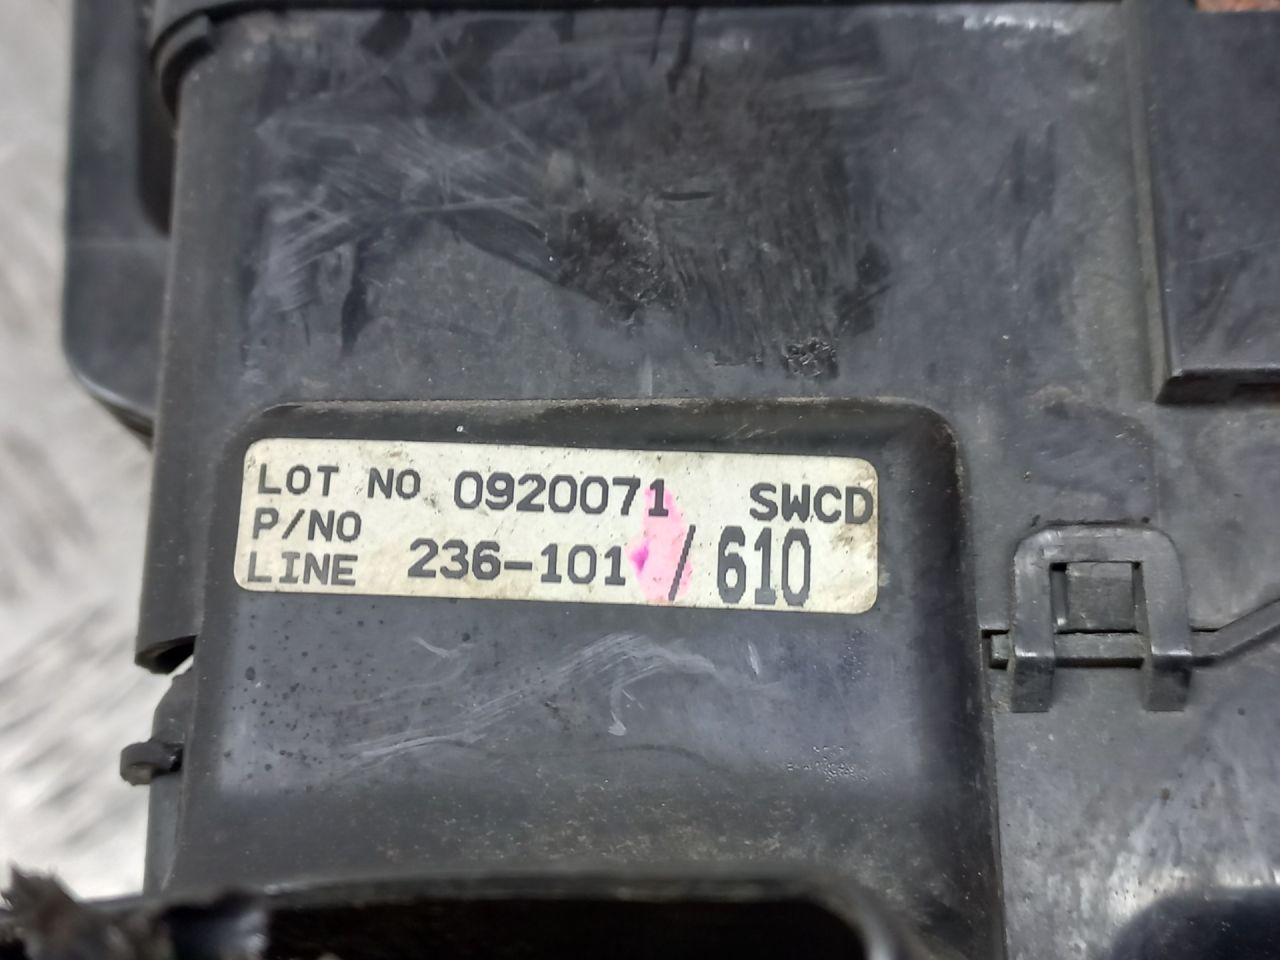 LOT NO 0920071 SWCD
P/NO
LINE 236-101 / 610